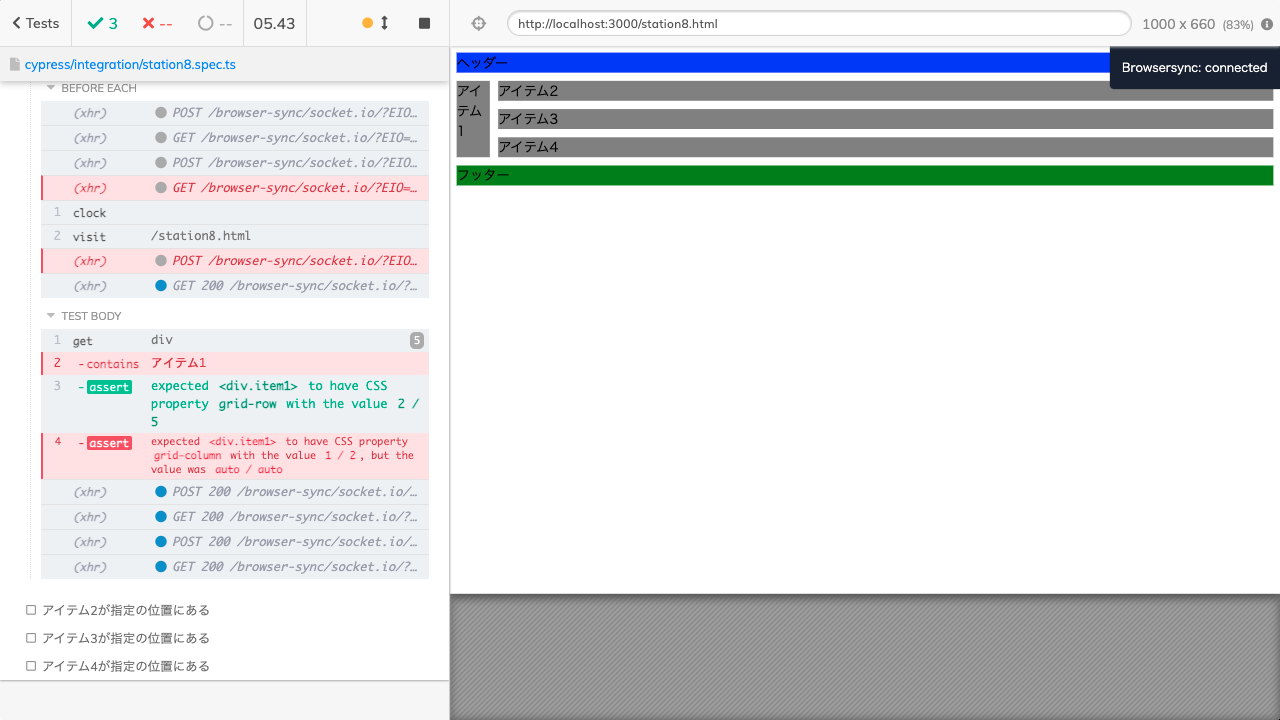 Tests
3
--
--
05.43
http://localhost:3000/station8.html
1000 x 660 (83%)
cypress/integration/station8.spec.ts
Browsersync: connected
BEFORE EACH
(xhr) POST /browser-sync/socket.io/?EIO…
(xhr) GET /browser-sync/socket.io/?EIO=…
(xhr) POST /browser-sync/socket.io/?EIO…
(xhr) GET /browser-sync/socket.io/?EIO=…
1 clock
2 visit /station8.html
(xhr) POST /browser-sync/socket.io/?EIO…
(xhr) GET 200 /browser-sync/socket.io/?…
TEST BODY
1 get div 5
2 -contains アイテム1
3 -assert expected <div.item1> to have CSS
property grid-row with the value 2 /
5
4 -assert expected <div.item1> to have CSS property
grid-column with the value 1 / 2, but the
value was auto / auto
(xhr) POST 200 /browser-sync/socket.io/…
(xhr) GET 200 /browser-sync/socket.io/?…
(xhr) POST 200 /browser-sync/socket.io/…
(xhr) GET 200 /browser-sync/socket.io/?…
アイテム2が指定の位置にある
アイテム3が指定の位置にある
アイテム4が指定の位置にある
ヘッダー
アイ
テム
1
アイテム2
アイテム3
アイテム4
フッター